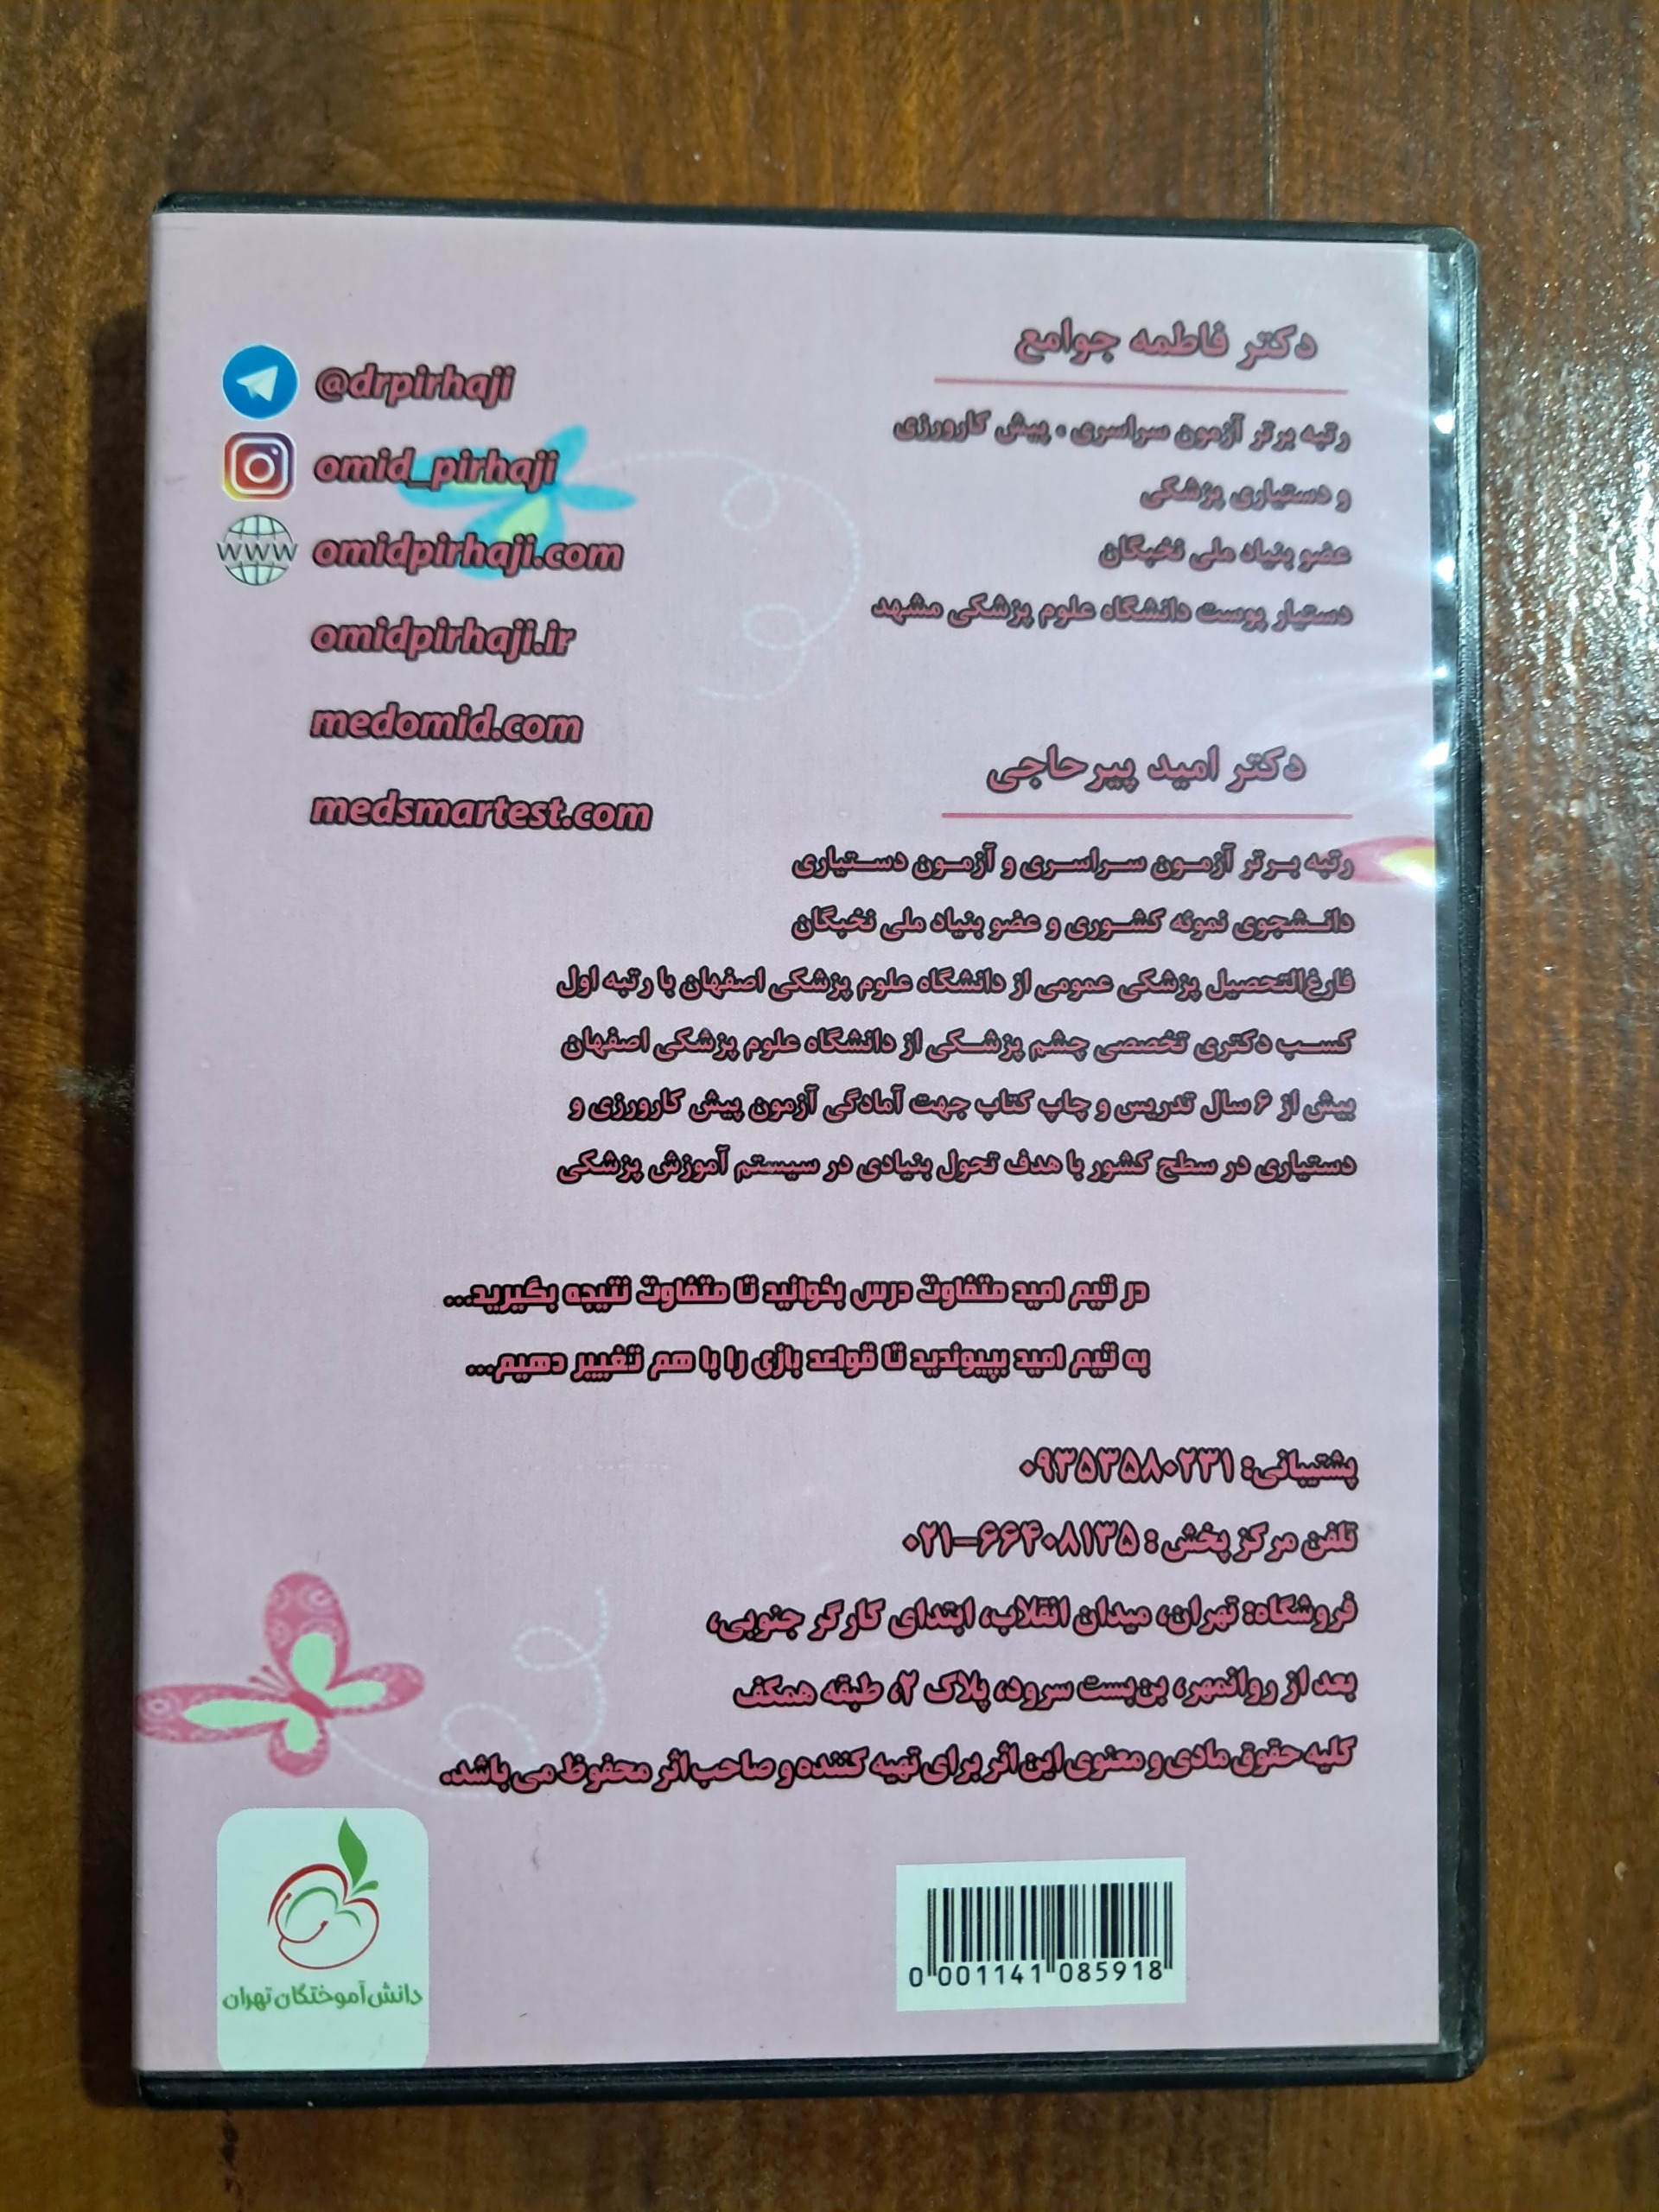 دکتر فاطمه جوامع
رتبه برتر آزمون سراسری ، پیش کارورزی
و دستیاری پزشکی
عضو بنیاد ملی نخبگان
دستیار پوست دانشگاه علوم پزشکی مشهد
@drpirhaji
omid_pirhaji
www omidpirhaji.com
omidpirhaji.ir
medomid.com
medsmartest.com
دکتر امید پیرحاجی
رتبه برتر آزمون سراسری و آزمون دستیاری
دانشجوی نمونه کشوری و عضو بنیاد ملی نخبگان
فارغ‌التحصیل پزشکی عمومی از دانشگاه علوم پزشکی اصفهان با رتبه اول
کسب دکتری تخصصی چشم پزشکی از دانشگاه علوم پزشکی اصفهان
بیش از ۶ سال تدریس و چاپ کتاب جهت آمادگی آزمون پیش کارورزی و
دستیاری در سطح کشور با هدف تحول بنیادی در سیستم آموزش پزشکی
در تیم امید متفاوت درس بخوانید تا متفاوت نتیجه بگیرید...
به تیم امید بپیوندید تا قواعد بازی را با هم تغییر دهیم...
پشتیبانی: ۰۹۳۵۳۵۸۰۲۳۱
تلفن مرکز پخش : ۶۶۴۰۸۱۳۵-۰۲۱
فروشگاه: تهران، میدان انقلاب، ابتدای کارگر جنوبی،
بعد از روانمهر، بن‌بست سرود، پلاک ۲، طبقه همکف
کلیه حقوق مادی و معنوی این اثر برای تهیه کننده و صاحب اثر محفوظ می باشد.
دانش‌آموختگان تهران
0 001141 085918